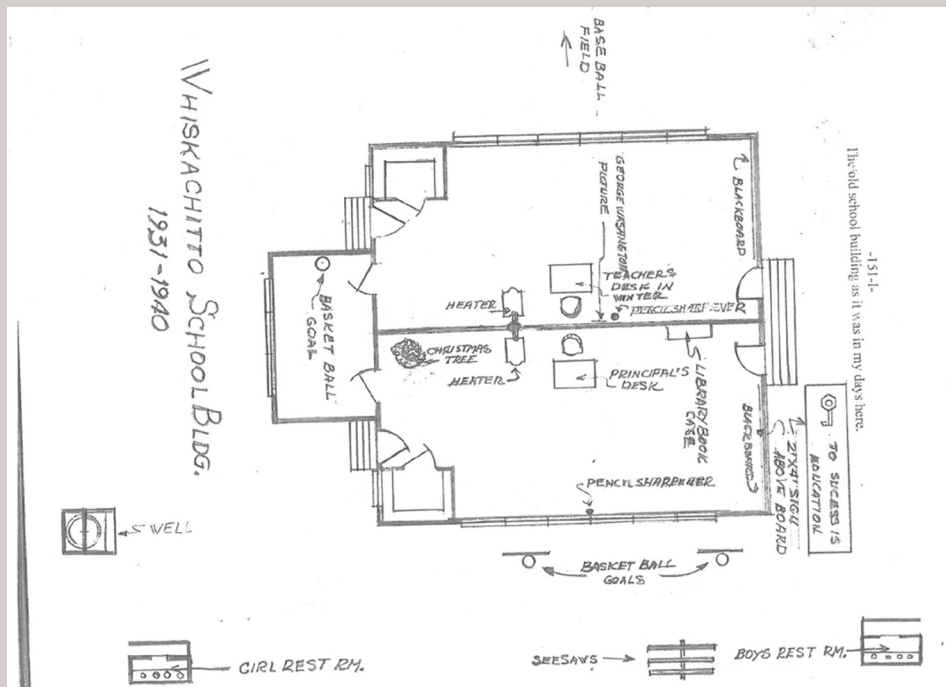 WHISKACHITTO SCHOOL BLDG.
1931-1940
BASE BALL
FIELD
-151-I-
The old school building as it was in my days here.
BLACKBOARD
GEORGE WASHINGTON
PICTURE
TEACHERS
DESK IN
WINTER
PENCIL SHARPEVER
HEATER
BASKET BALL
GOAL
CHRISTMAS
TREE
HEATER
PRINCIPAL'S
DESK
LIBRARY BOOK
CASE
BLACKBOARD
2'X4' SIGN
ABOVE BOARD
TO SUCESS IS
EDUCATION
PENCIL SHARPENER
WELL
BASKET BALL
GOALS
GIRL REST RM.
SEESAWS
BOYS REST RM.